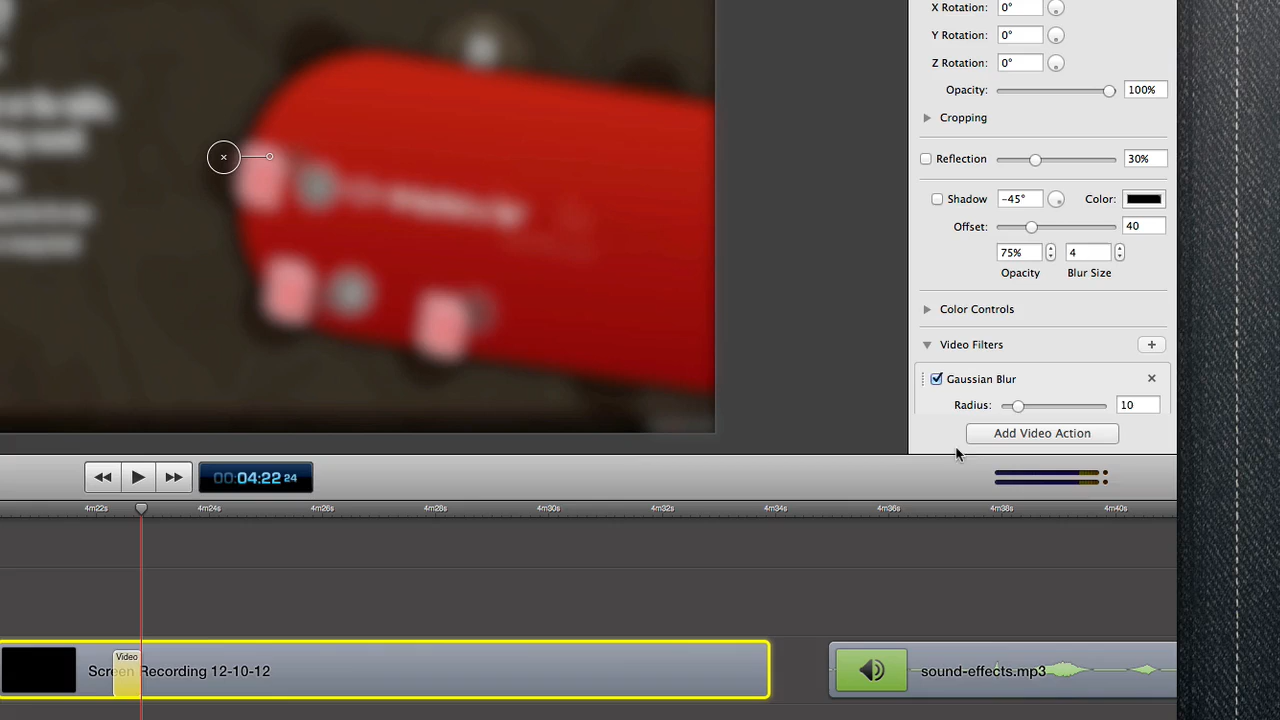 X Rotation: 0°
Y Rotation: 0°
Z Rotation: 0°
Opacity: 100%
Cropping
Reflection 30%
Shadow -45° Color:
Offset: 40
75% 4
Opacity Blur Size
Color Controls
Video Filters +
Gaussian Blur
Radius: 10
Add Video Action
00:04:22 24
4m22s 4m24s 4m26s 4m28s 4m30s 4m32s 4m34s 4m36s 4m38s 4m40s
Video
Screen Recording 12-10-12
sound-effects.mp3